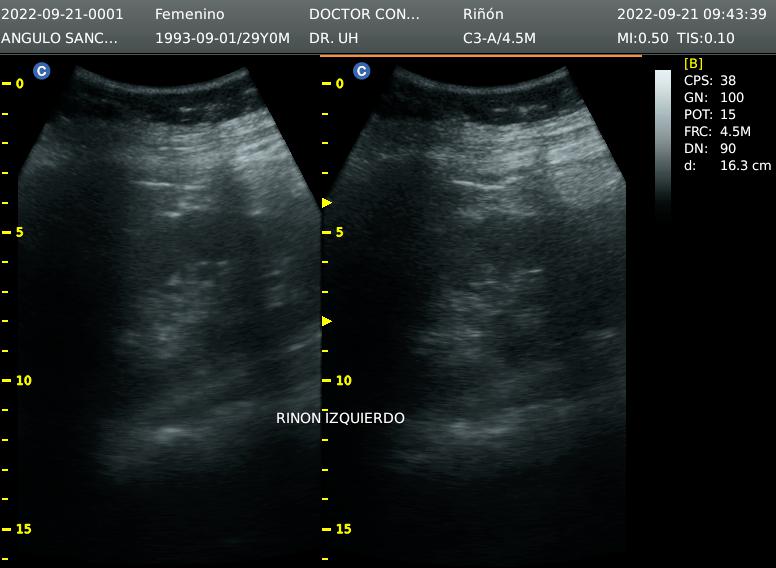 2022-09-21-0001 Femenino DOCTOR CON... Riñón 2022-09-21 09:43:39
ANGULO SANC... 1993-09-01/29Y0M DR. UH C3-A/4.5M MI:0.50 TIS:0.10
[B]
CPS: 38
GN: 100
POT: 15
FRC: 4.5M
DN: 90
d: 16.3 cm
C C
0 0
5 5
10 10
RINON IZQUIERDO
15 15